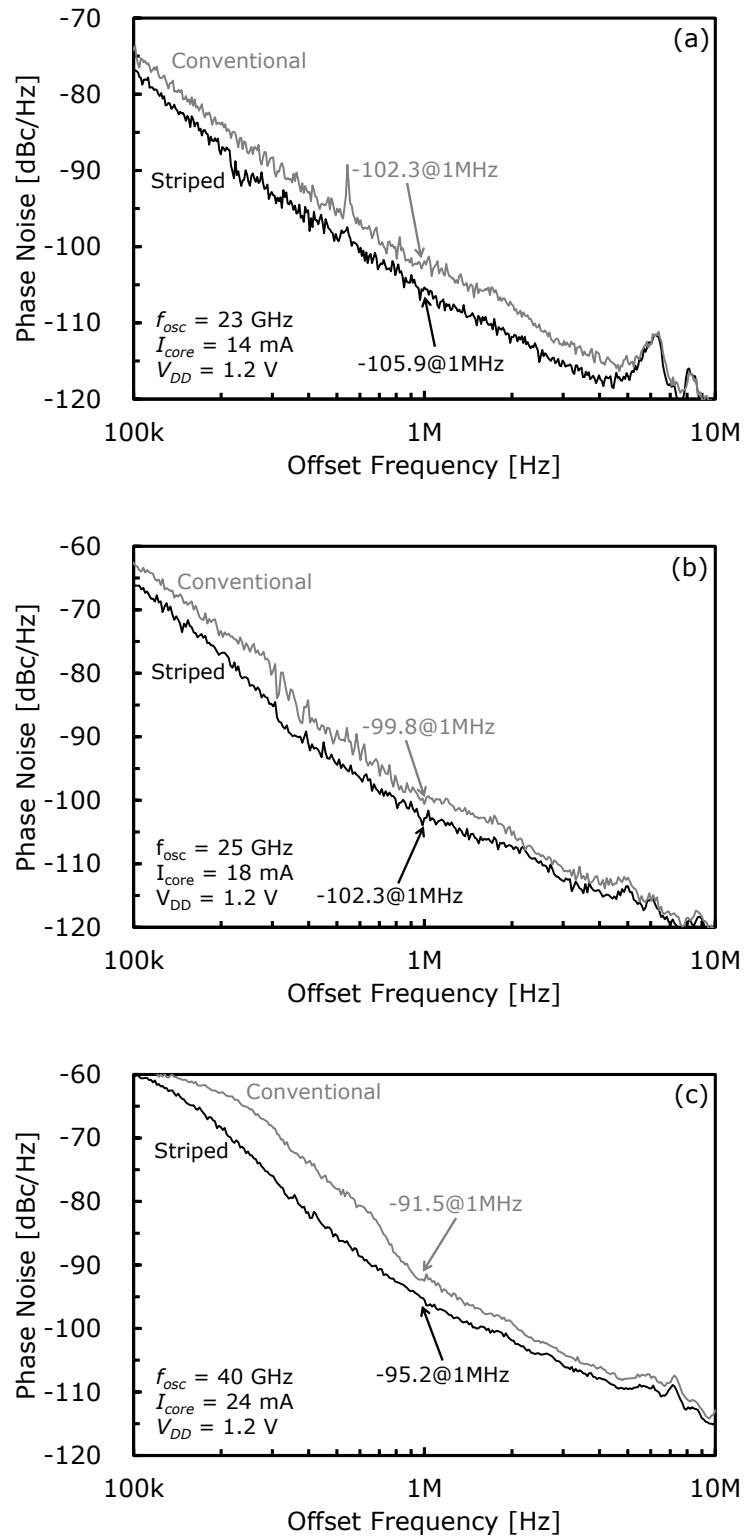 (a)
-70
-80
-90
-100
-110
-120
Phase Noise [dBc/Hz]
Conventional
Striped
-102.3@1MHz
-105.9@1MHz
fosc = 23 GHz
Icore = 14 mA
VDD = 1.2 V
100k 1M 10M
Offset Frequency [Hz]
(b)
-60
-70
-80
-90
-100
-110
-120
Phase Noise [dBc/Hz]
Conventional
Striped
-99.8@1MHz
-102.3@1MHz
fosc = 25 GHz
Icore = 18 mA
VDD = 1.2 V
100k 1M 10M
Offset Frequency [Hz]
(c)
-60
-70
-80
-90
-100
-110
-120
Phase Noise [dBc/Hz]
Conventional
Striped
-91.5@1MHz
-95.2@1MHz
fosc = 40 GHz
Icore = 24 mA
VDD = 1.2 V
100k 1M 10M
Offset Frequency [Hz]